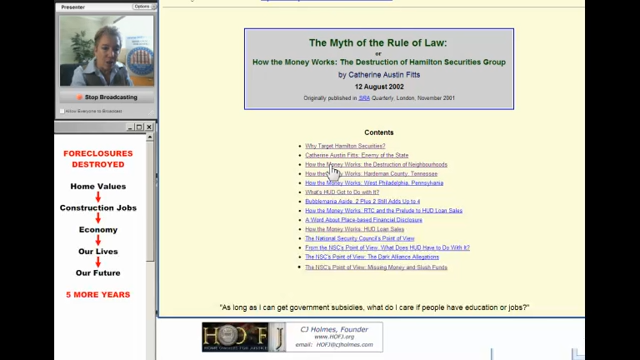 Presenter
Options
Stop Broadcasting
Allow Everyone to Broadcast
FORECLOSURES
DESTROYED
Home Values
Construction Jobs
Economy
Our Lives
Our Future
5 MORE YEARS
The Myth of the Rule of Law:
or
How the Money Works: The Destruction of Hamilton Securities Group
by Catherine Austin Fitts
12 August 2002
Originally published in SRA Quarterly, London, November 2001
Contents
Why Target Hamilton Securities?
Catherine Austin Fitts: Enemy of the State
How the Money Works: the Destruction of Neighbourhoods
How the Money Works: Hardeman County, Tennessee
How the Money Works: West Philadelphia, Pennsylvania
What's HUD Got to Do with It?
Bubblemania Aside, 2 Plus 2 Still Adds Up to 4
How the Money Works: RTC and the Prelude to HUD Loan Sales
A Word About Place-based Financial Disclosure
How the Money Works: HUD Loan Sales
The National Security Council's Point of View
From the NSC's Point of View, What Does HUD Have to Do With It?
The NSC's Point of View: The Dark Alliance Allegations
The NSC's Point of View: Missing Money and Slush Funds
"As long as I can get government subsidies, what do I care if people have education or jobs?"
HOFJ
CJ Holmes, Founder
www.HOFJ.org
email: HOFJ@cjholmes.com